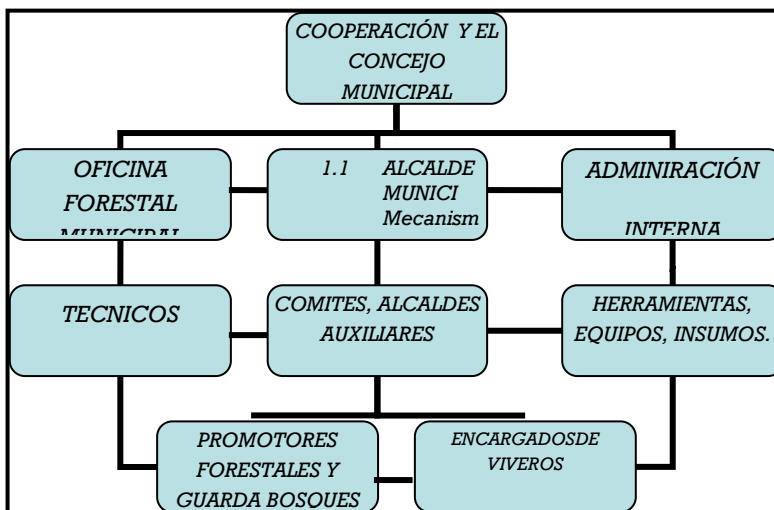 COOPERACIÓN Y EL
CONCEJO
MUNICIPAL
OFICINA
FORESTAL
MUNICIPAL
1.1 ALCALDE
MUNICI
Mecanism
ADMINIRACIÓN
INTERNA
TECNICOS
COMITES, ALCALDES
AUXILIARES
HERRAMIENTAS,
EQUIPOS, INSUMOS.
PROMOTORES
FORESTALES Y
GUARDA BOSQUES
ENCARGADOSDE
VIVEROS